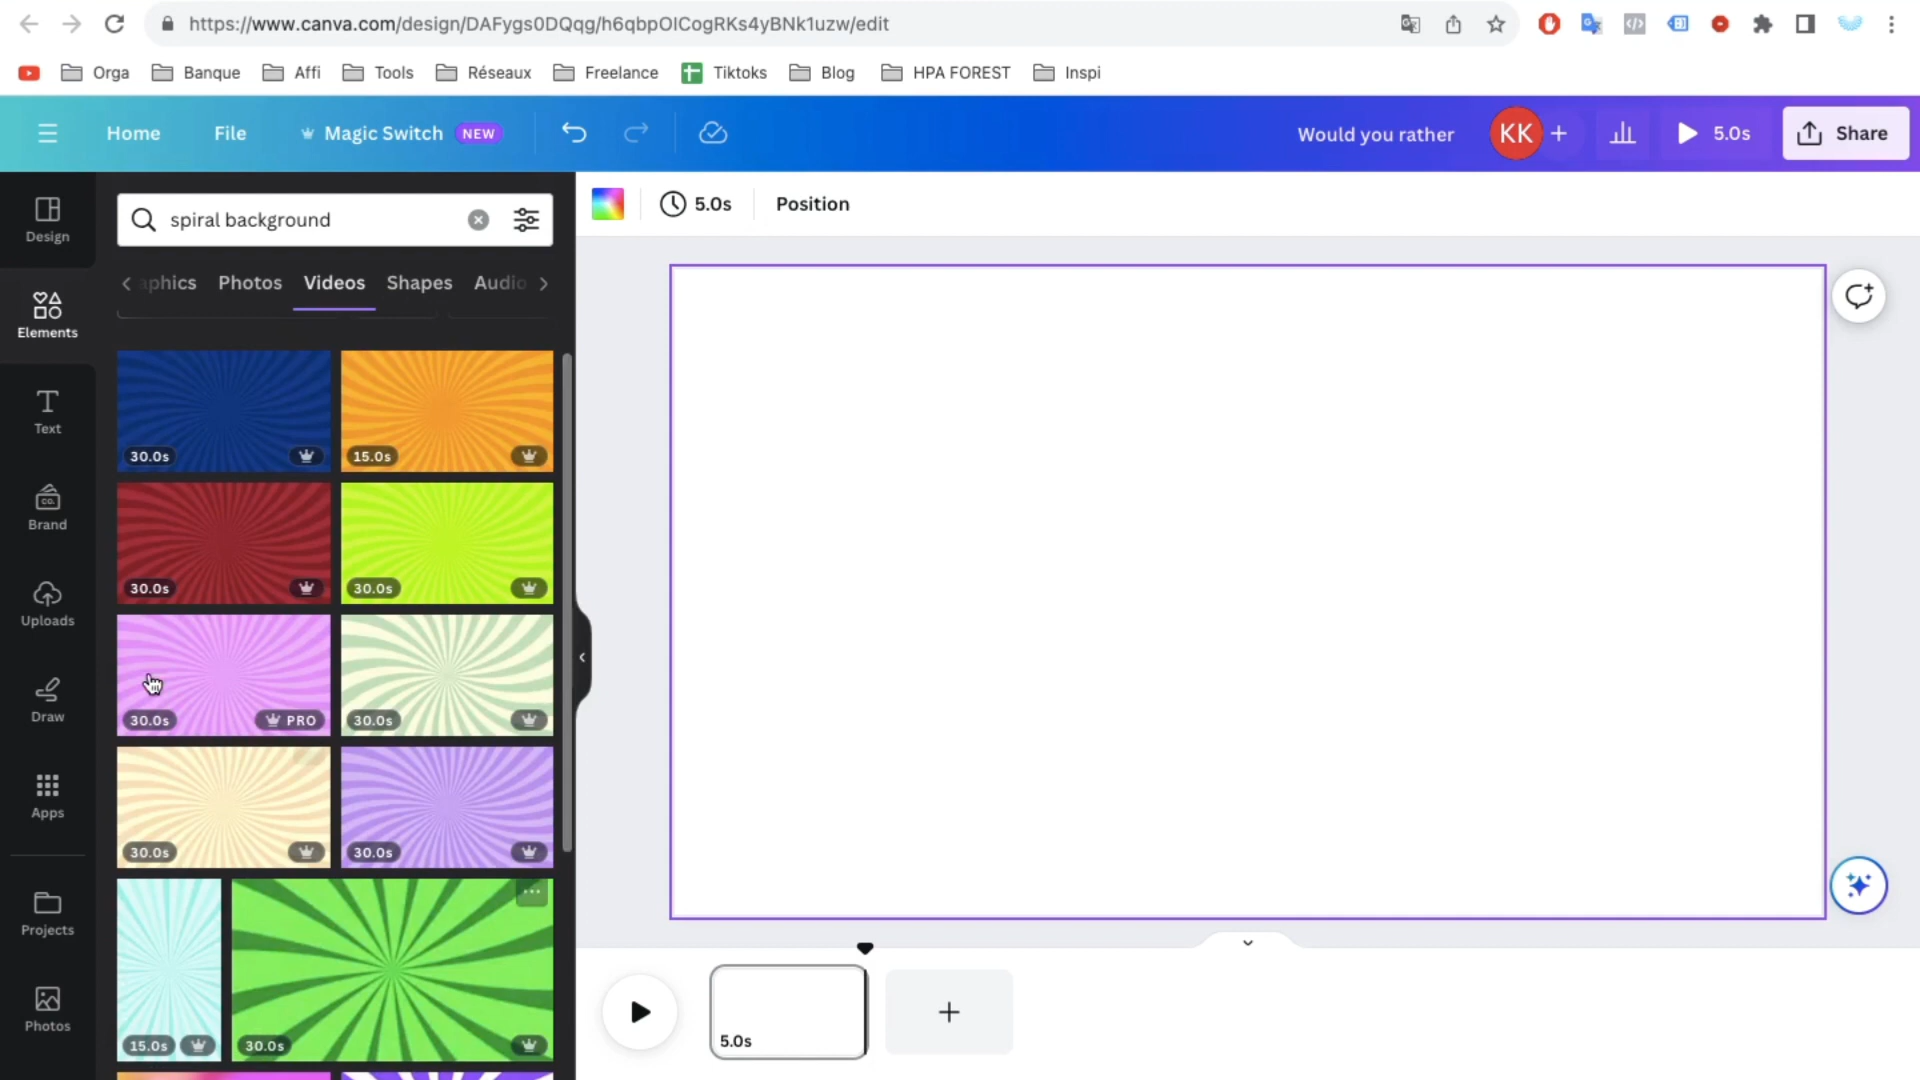 https://www.canva.com/design/DAFygs0DQqg/h6qbpOlCogRKs4yBNk1uzw/edit
Orga Banque Affi Tools Réseaux Freelance Tiktoks Blog HPA FOREST Inspi
Home File Magic Switch NEW Would you rather KK + 5.0s Share
Design
spiral background
5.0s Position
aphics Photos Videos Shapes Audio
Elements
30.0s 15.0s
Text
CO.
Brand
30.0s 30.0s
Uploads
30.0s PRO 30.0s
Draw
Apps
30.0s 30.0s
Projects
Photos
15.0s 30.0s
5.0s